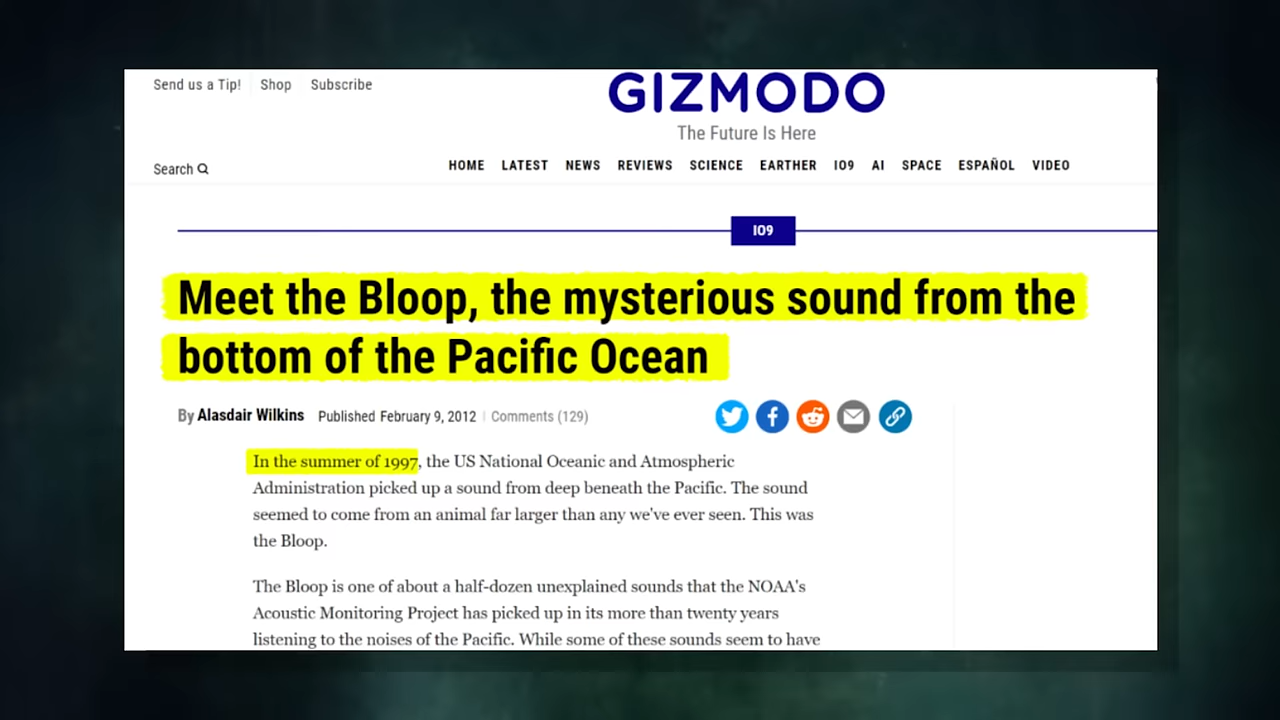 Send us a Tip! Shop Subscribe
GIZMODO
The Future Is Here
Search
HOME LATEST NEWS REVIEWS SCIENCE EARTHER IO9 AI SPACE ESPAÑOL VIDEO
IO9
Meet the Bloop, the mysterious sound from the
bottom of the Pacific Ocean
By Alasdair Wilkins Published February 9, 2012 | Comments (129)
In the summer of 1997, the US National Oceanic and Atmospheric
Administration picked up a sound from deep beneath the Pacific. The sound
seemed to come from an animal far larger than any we've ever seen. This was
the Bloop.
The Bloop is one of about a half-dozen unexplained sounds that the NOAA's
Acoustic Monitoring Project has picked up in its more than twenty years
listening to the noises of the Pacific. While some of these sounds seem to have